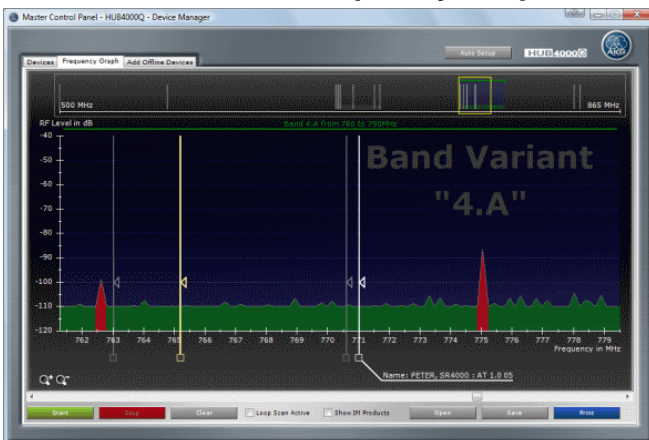 Master Control Panel - HUB4000Q - Device Manager
Auto Setup
HUB4000Q
AKG
Devices
Frequency Graph
Add Offline Devices
500 MHz
865 MHz
RF Level in dB
Band 4.A from 760 to 790MHz
-40
-50
-60
-70
-80
-90
-100
-110
-120
Band Variant
"4.A"
762 763 764 765 766 767 768 769 770 771 772 773 774 775 776 777 778 779
Frequency in MHz
Name: PETER, SR4000 : AT 1.0 05
Start
Stop
Clear
Loop Scan Active
Show IM Products
Open
Save
Print